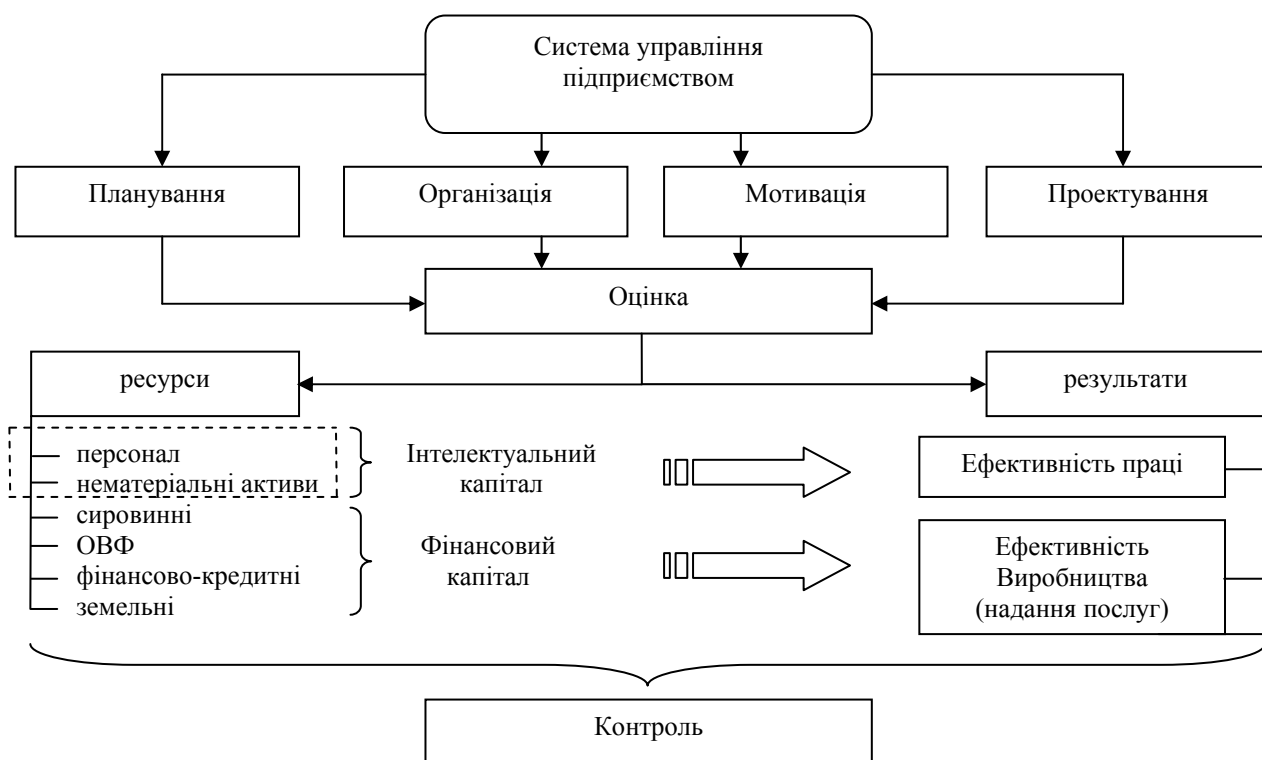 Система управління
підприємством
Планування
Організація
Мотивація
Проектування
Оцінка
ресурси
результати
персонал
нематеріальні активи
сировинні
ОВФ
фінансово-кредитні
земельні
Інтелектуальний
капітал
Фінансовий
капітал
Ефективність праці
Ефективність
Виробництва
(надання послуг)
Контроль